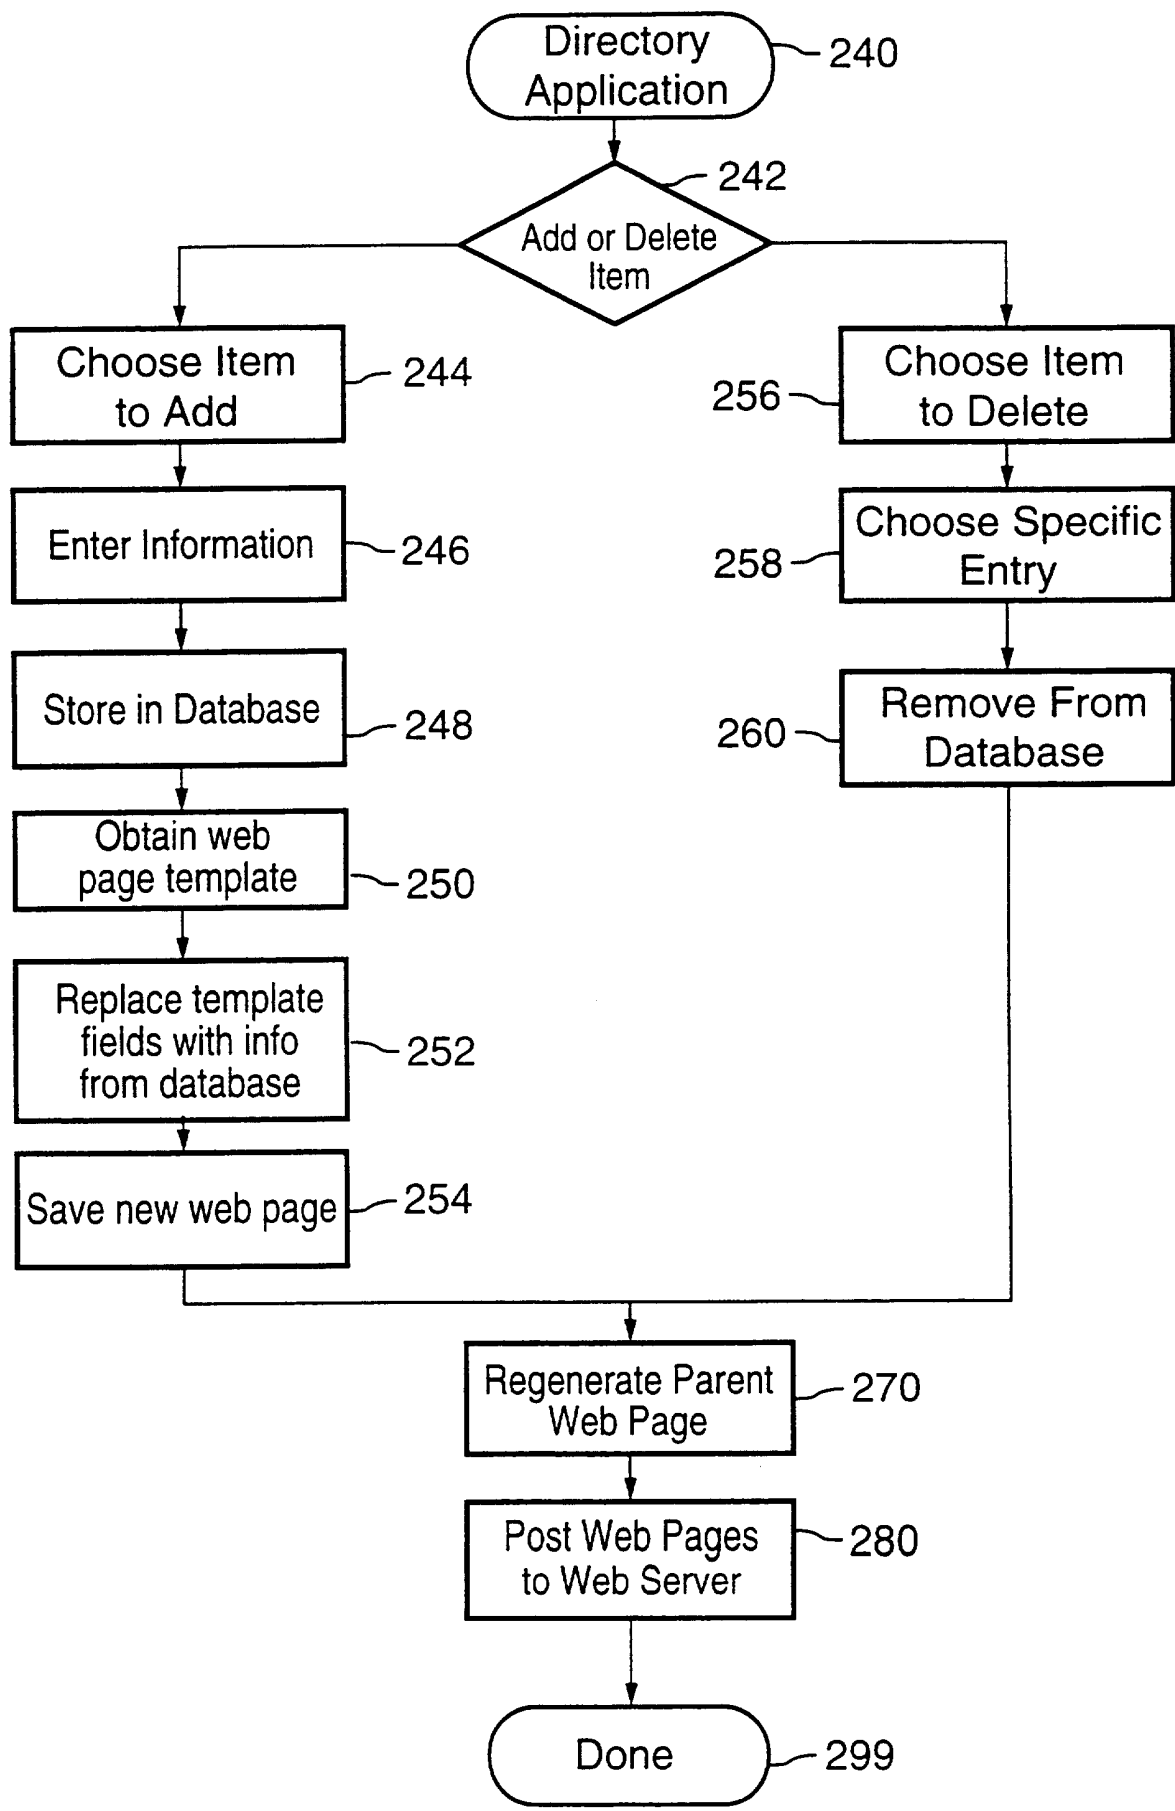 Directory
Application
240
242
Add or Delete
Item
Choose Item
to Add
244
256
Choose Item
to Delete
Enter Information
246
258
Choose Specific
Entry
Store in Database
248
260
Remove From
Database
Obtain web
page template
250
Replace template
fields with info
from database
252
Save new web page
254
Regenerate Parent
Web Page
270
Post Web Pages
to Web Server
280
Done
299